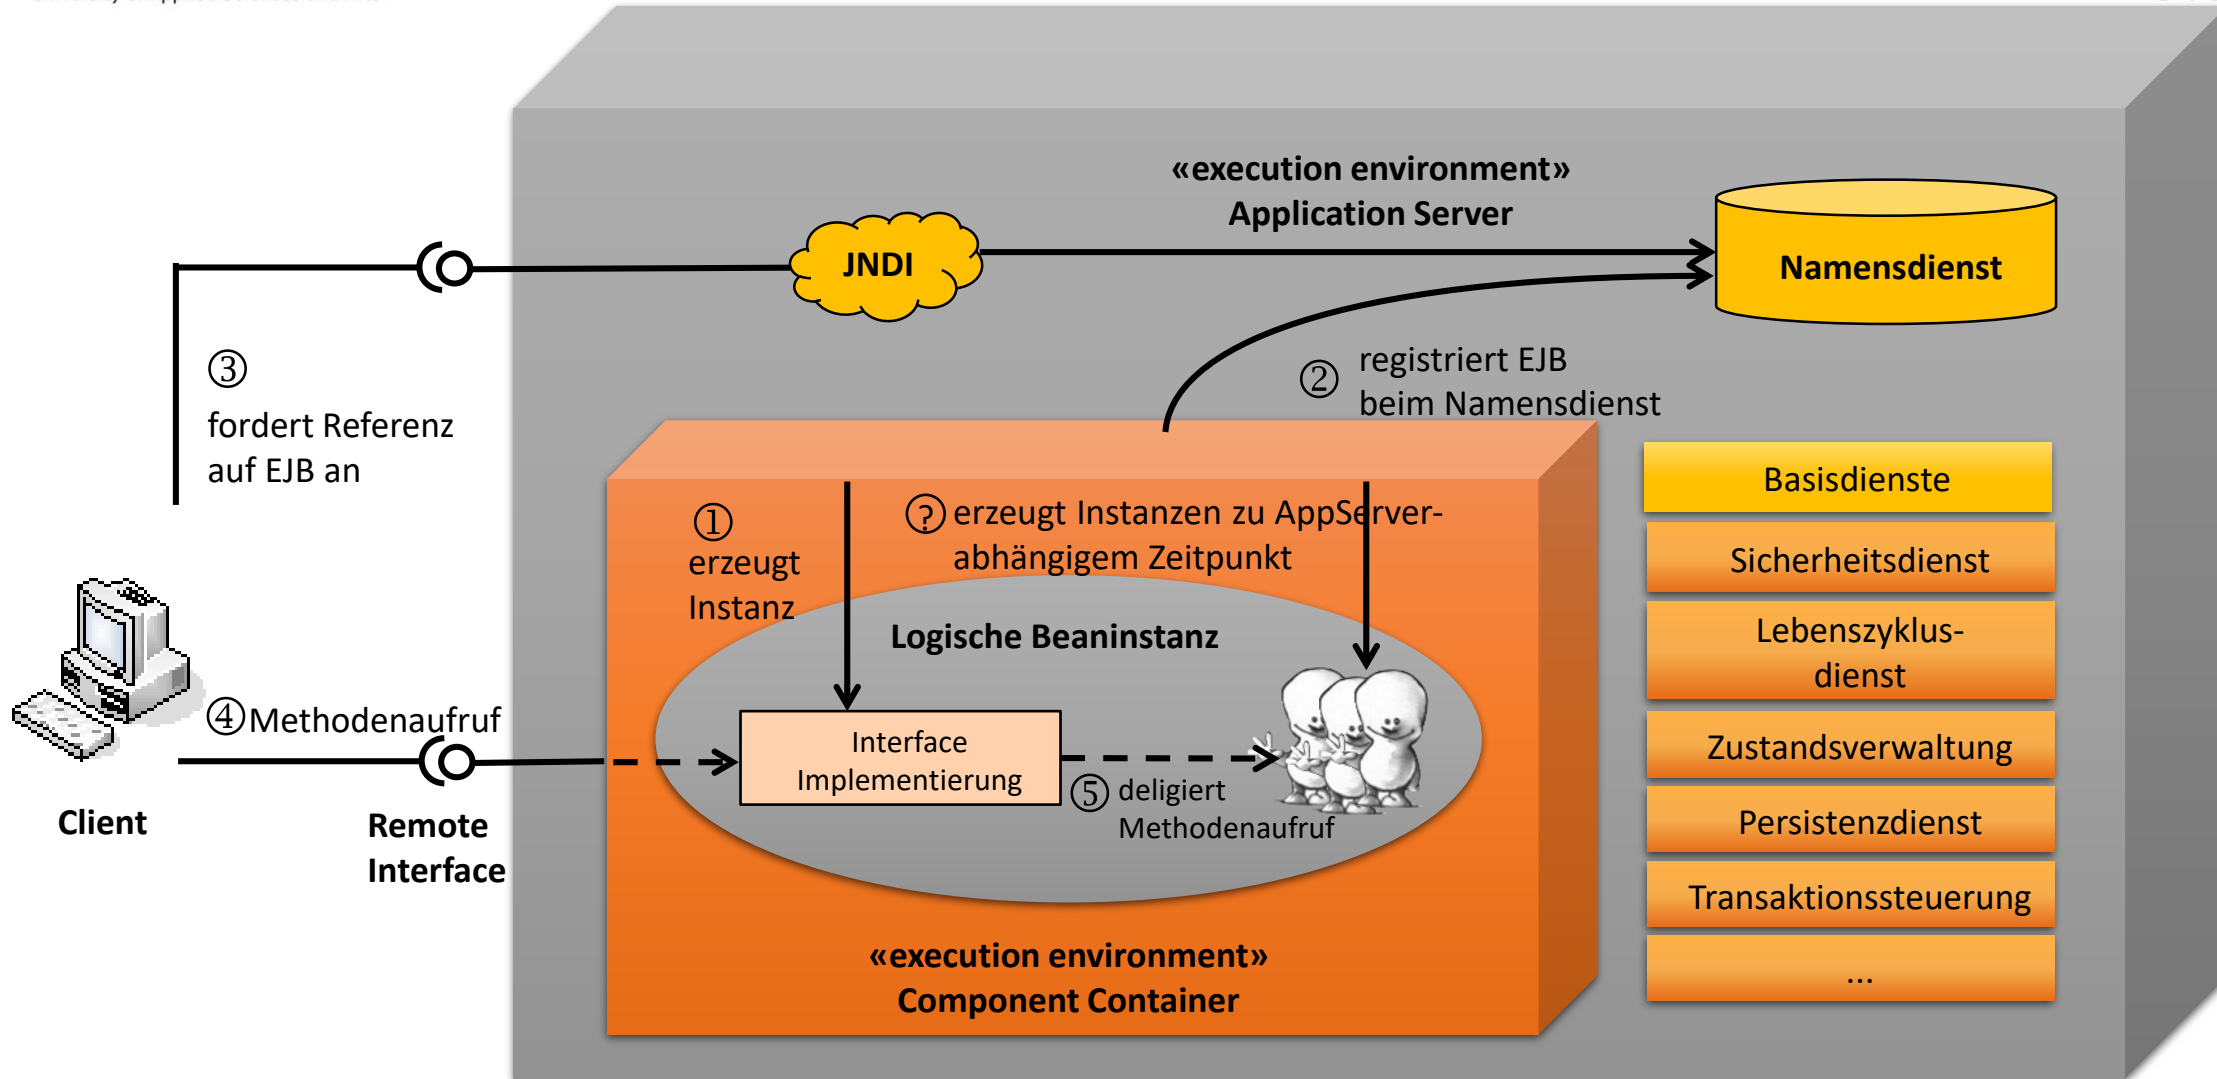 «execution environment»
Application Server
JNDI
Namensdienst
③
fordert Referenz
auf EJB an
②
registriert EJB
beim Namensdienst
①
erzeugt
Instanz
? erzeugt Instanzen zu AppServer-
abhängigem Zeitpunkt
Logische Beaninstanz
④ Methodenaufruf
Interface
Implementierung
⑤ deligiert
Methodenaufruf
Client
Remote
Interface
«execution environment»
Component Container
Basisdienste
Sicherheitsdienst
Lebenszyklus-
dienst
Zustandsverwaltung
Persistenzdienst
Transaktionssteuerung
...